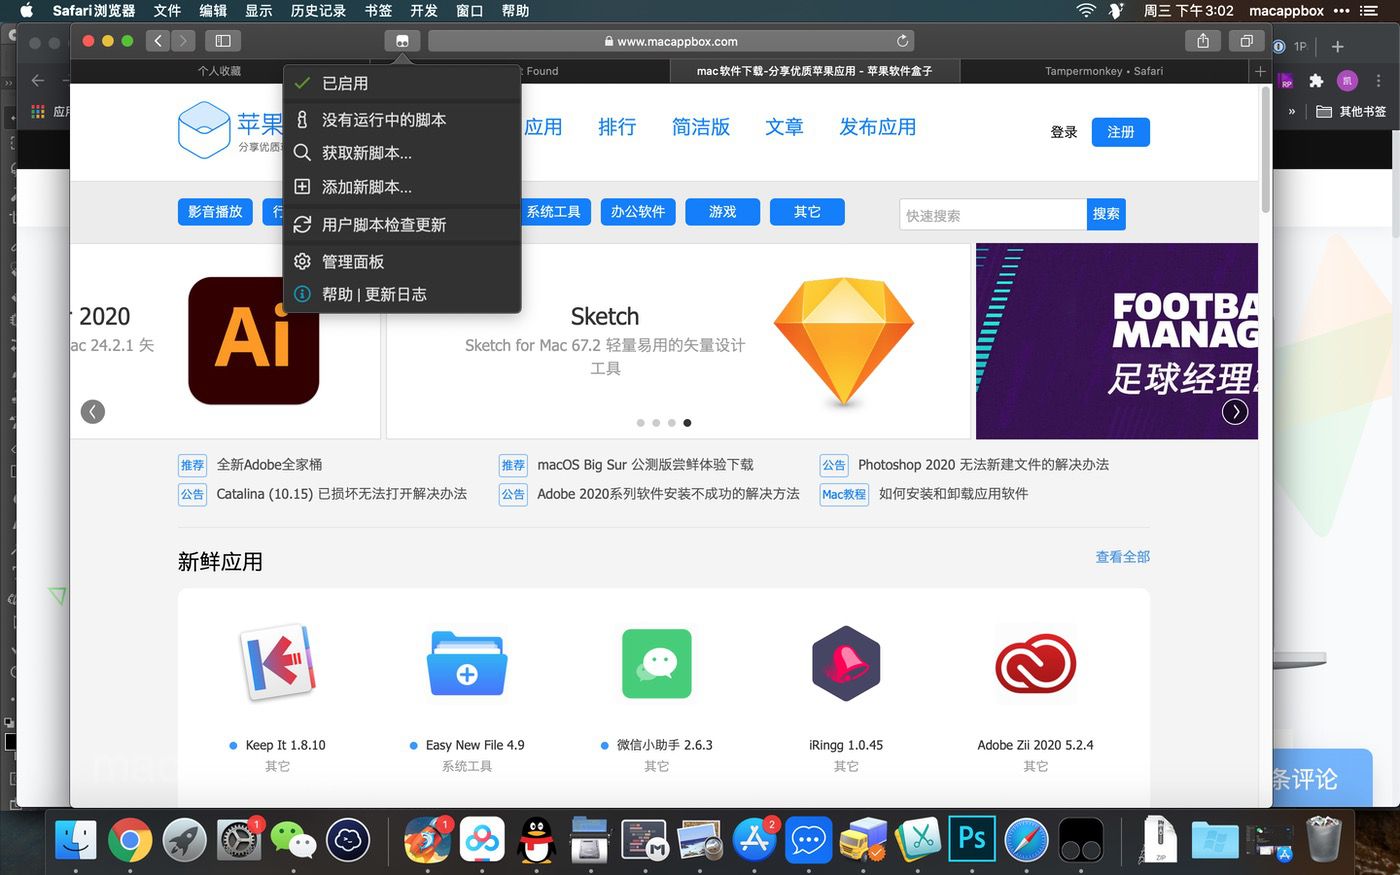 Safari浏览器 文件 编辑 显示 历史记录 书签 开发 窗口 帮助
周三 下午3:02 macappbox
www.macappbox.com
1P
个人收藏
t Found
mac软件下载-分享优质苹果应用 - 苹果软件盒子
Tampermonkey • Safari
RP
凯
其他书签
已启用
没有运行中的脚本
获取新脚本...
添加新脚本...
用户脚本检查更新
管理面板
帮助 | 更新日志
苹果
分享优质
应用 排行 简洁版 文章 发布应用
登录 注册
影音播放
行
系统工具 办公软件 游戏 其它
快速搜索 搜索
r 2020
ac 24.2.1 矢
Ai
Sketch
Sketch for Mac 67.2 轻量易用的矢量设计
工具
FOOTBA
MANAG
足球经理2
推荐 全新Adobe全家桶
推荐 macOS Big Sur 公测版尝鲜体验下载
公告 Photoshop 2020 无法新建文件的解决办法
公告 Catalina (10.15) 已损坏无法打开解决办法
公告 Adobe 2020系列软件安装不成功的解决方法
Mac教程 如何安装和卸载应用软件
新鲜应用
查看全部
Keep It 1.8.10
其它
Easy New File 4.9
系统工具
微信小助手 2.6.3
其它
iRingg 1.0.45
其它
Adobe Zii 2020 5.2.4
其它
mac
条评论
1
1
2
Ps
ZIP